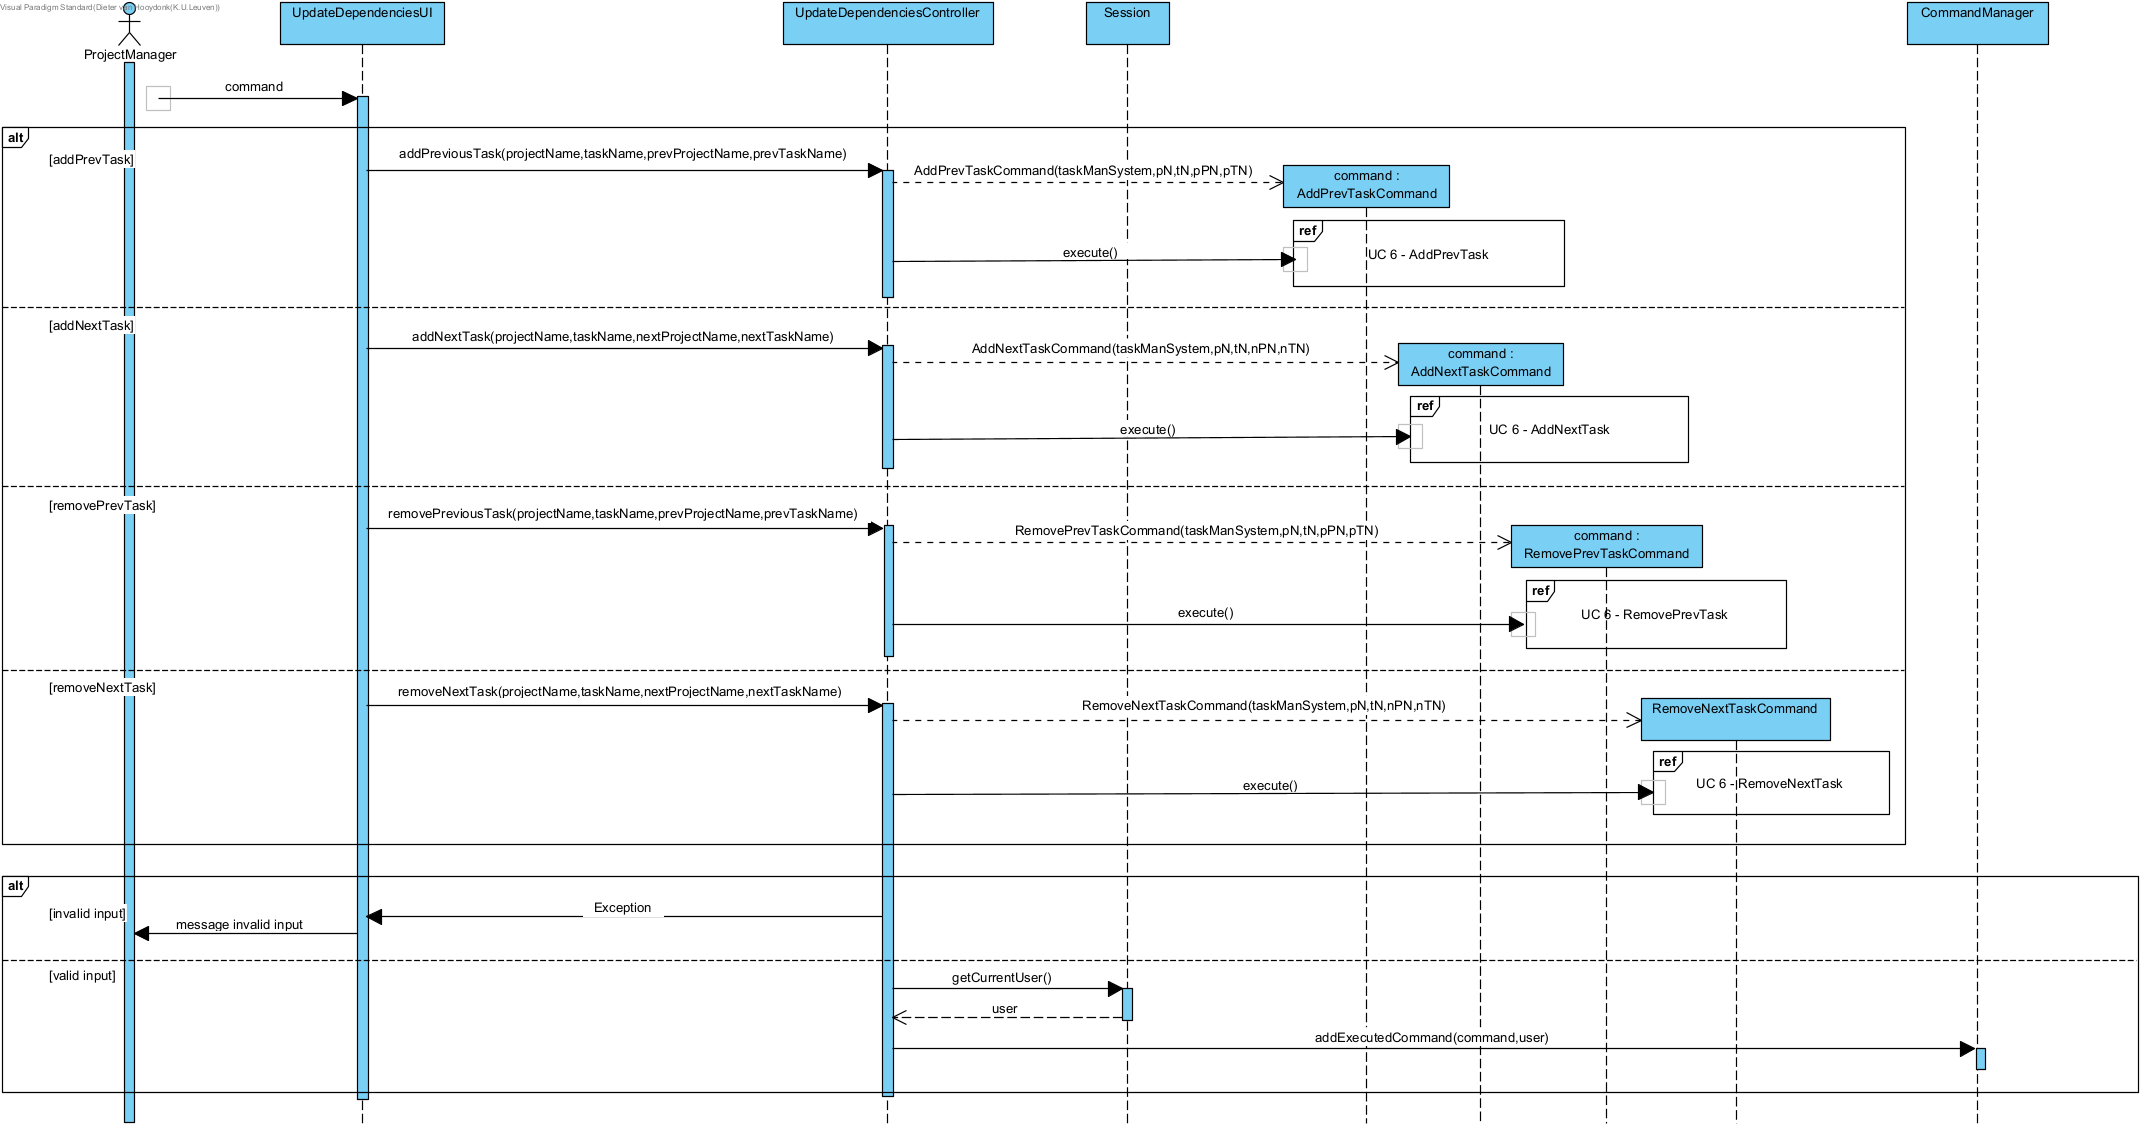 Visual Paradigm Standard(Dieter van Hooydonk(K.U.Leuven))
UpdateDependenciesUI
UpdateDependenciesController
Session
CommandManager
ProjectManager
command
alt
[addPrevTask]
addPreviousTask(projectName,taskName,prevProjectName,prevTaskName)
AddPrevTaskCommand(taskManSystem,pN,tN,pPN,pTN)
command :
AddPrevTaskCommand
ref
UC 6 - AddPrevTask
execute()
[addNextTask]
addNextTask(projectName,taskName,nextProjectName,nextTaskName)
AddNextTaskCommand(taskManSystem,pN,tN,nPN,nTN)
command :
AddNextTaskCommand
ref
UC 6 - AddNextTask
execute()
[removePrevTask]
removePreviousTask(projectName,taskName,prevProjectName,prevTaskName)
RemovePrevTaskCommand(taskManSystem,pN,tN,pPN,pTN)
command :
RemovePrevTaskCommand
ref
UC 6 - RemovePrevTask
execute()
[removeNextTask]
removeNextTask(projectName,taskName,nextProjectName,nextTaskName)
RemoveNextTaskCommand(taskManSystem,pN,tN,nPN,nTN)
RemoveNextTaskCommand
ref
UC 6 - RemoveNextTask
execute()
alt
[invalid input]
Exception
message invalid input
[valid input]
getCurrentUser()
user
addExecutedCommand(command,user)